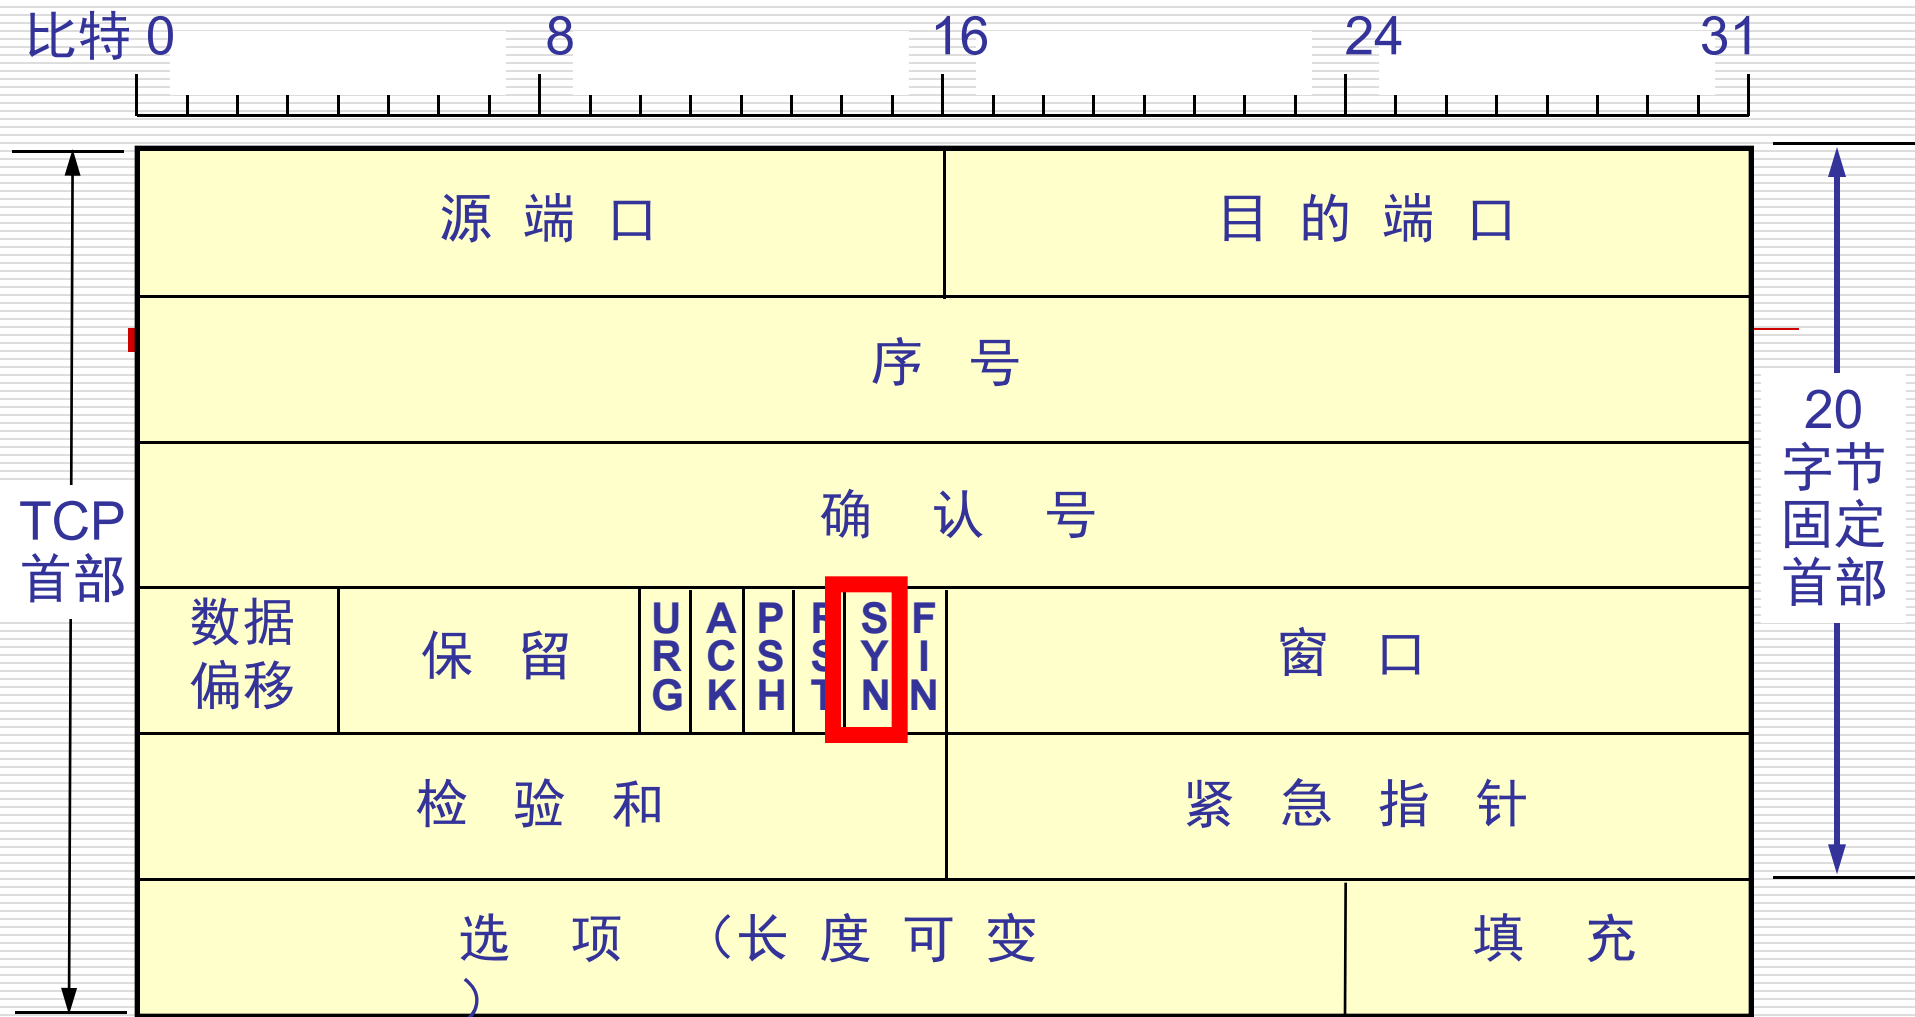 比特 0 8 16 24 31
源 端 口 目 的 端 口
序 号
确 认 号
TCP
首部
20
字节
固定
首部
数据
偏移
保 留
URG
ACK
PSH
RST
SYN
FIN
窗 口
检 验 和 紧 急 指 针
选 项 （长 度 可 变
） 填 充